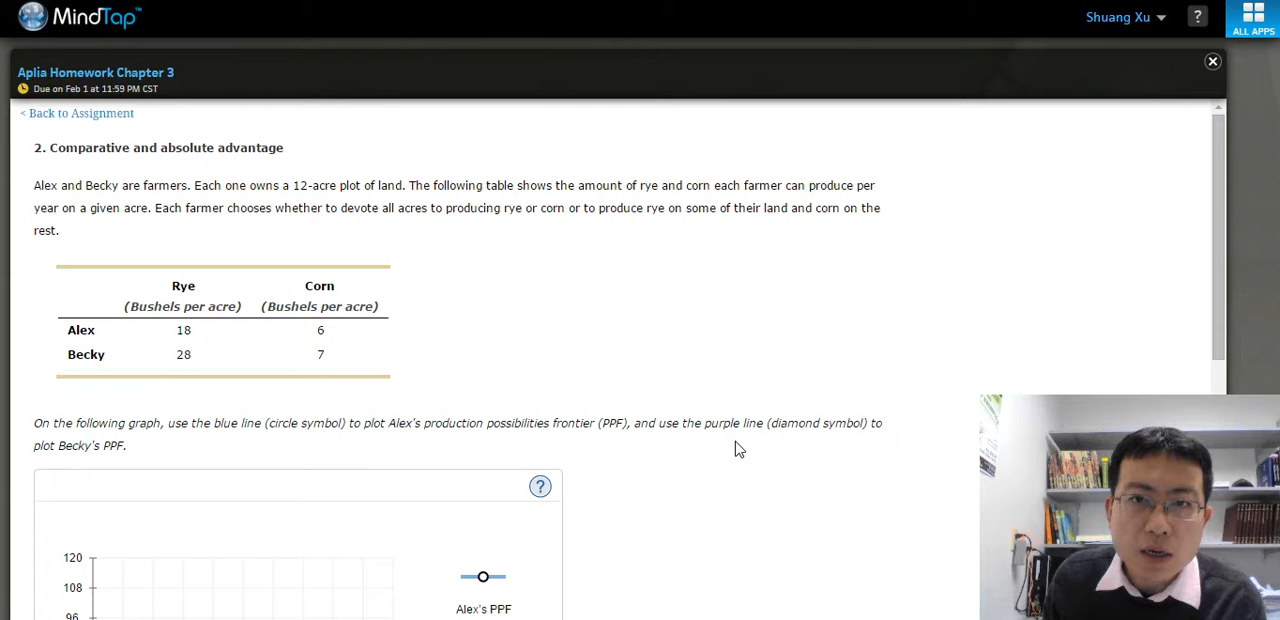 MindTap™
Shuang Xu
?
ALL APPS
Aplia Homework Chapter 3
Due on Feb 1 at 11:59 PM CST
< Back to Assignment
2. Comparative and absolute advantage
Alex and Becky are farmers. Each one owns a 12-acre plot of land. The following table shows the amount of rye and corn each farmer can produce per
year on a given acre. Each farmer chooses whether to devote all acres to producing rye or corn or to produce rye on some of their land and corn on the
rest.
Rye Corn
(Bushels per acre) (Bushels per acre)
Alex 18 6
Becky 28 7
On the following graph, use the blue line (circle symbol) to plot Alex's production possibilities frontier (PPF), and use the purple line (diamond symbol) to
plot Becky's PPF.
?
120
108
96
Alex's PPF